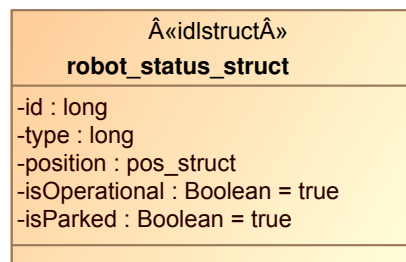 Â«idlstructÂ»
robot_status_struct
-id : long
-type : long
-position : pos_struct
-isOperational : Boolean = true
-isParked : Boolean = true